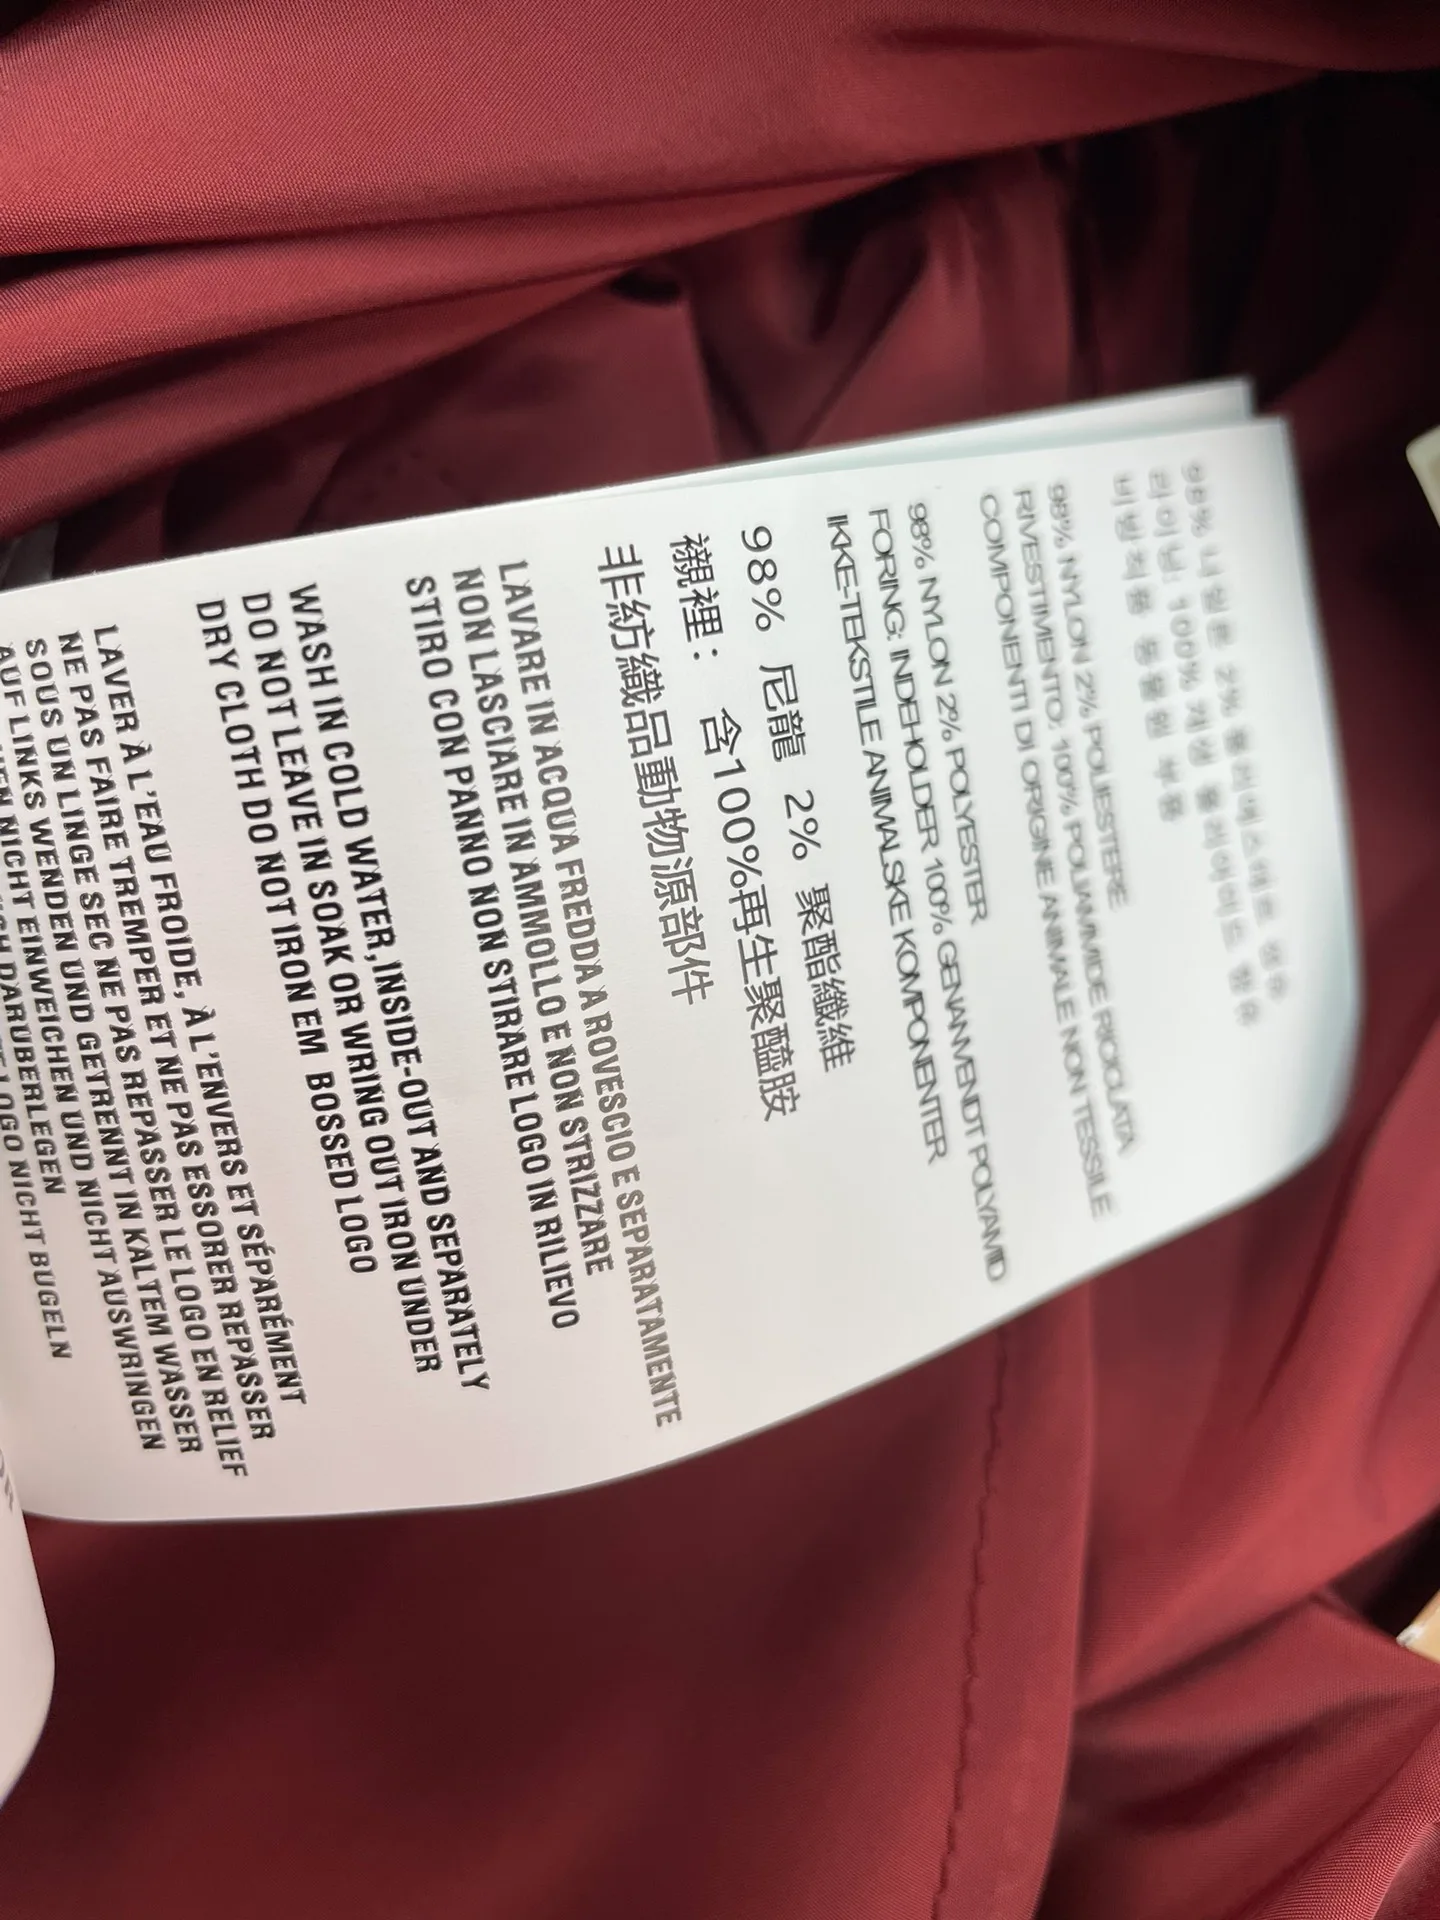 98% 나일론 2% 폴리에스테르 함유
라이닝: 100% 재생 폴리아미드 함유
비방직용 동물원 부품
98% NYLON 2% POLIESTERE
RIVESTIMENTO: 100% POLIAMMIDE RICICLATA
COMPONENTI DI ORIGINE ANIMALE NON TESSILE
98% NYLON 2% POLYESTER
FORING: INDEHOLDER 100% GENANVENDT POLYAMID
IKKE-TEKSTILE ANIMALSKE KOMPONENTER
98% 尼龍 2% 聚酯纖維
襯裡: 含100%再生聚醯胺
非紡織品動物源部件
LAVARE IN ACQUA FREDDA A ROVESCIO E SEPARATAMENTE
NON LASCIARE IN AMMOLLO E NON STRIZZARE
STIRO CON PANNO NON STIRARE LOGO IN RILIEVO
WASH IN COLD WATER, INSIDE-OUT AND SEPARATELY
DO NOT LEAVE IN SOAK OR WRING OUT IRON UNDER
DRY CLOTH DO NOT IRON EM BOSSED LOGO
LAVER À L'EAU FROIDE, À L'ENVERS ET SÉPARÉMENT
NE PAS FAIRE TREMPER ET NE PAS ESSORER REPASSER
SOUS UN LINGE SEC NE PAS REPASSER LE LOGO EN RELIEF
AUF LINKS WENDEN UND GETRENNT IN KALTEM WASSER
NICHT EINWEICHEN UND NICHT AUSWRINGEN
DARÜBERLEGEN
LOGO NICHT BUGELN